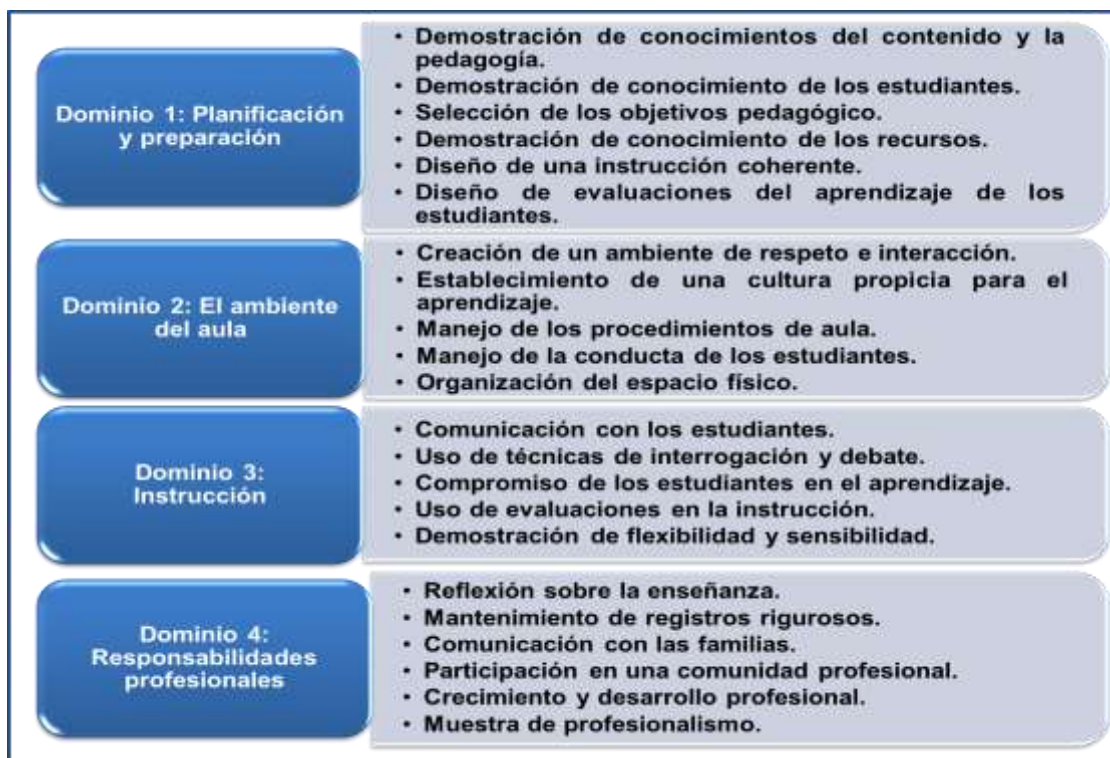 Dominio 1: Planificación
y preparación
• Demostración de conocimientos del contenido y la
pedagogía.
• Demostración de conocimiento de los estudiantes.
• Selección de los objetivos pedagógico.
• Demostración de conocimiento de los recursos.
• Diseño de una instrucción coherente.
• Diseño de evaluaciones del aprendizaje de los
estudiantes.
Dominio 2: El ambiente
del aula
• Creación de un ambiente de respeto e interacción.
• Establecimiento de una cultura propicia para el
aprendizaje.
• Manejo de los procedimientos de aula.
• Manejo de la conducta de los estudiantes.
• Organización del espacio físico.
Dominio 3:
Instrucción
• Comunicación con los estudiantes.
• Uso de técnicas de interrogación y debate.
• Compromiso de los estudiantes en el aprendizaje.
• Uso de evaluaciones en la instrucción.
• Demostración de flexibilidad y sensibilidad.
Dominio 4:
Responsabilidades
profesionales
• Reflexión sobre la enseñanza.
• Mantenimiento de registros rigurosos.
• Comunicación con las familias.
• Participación en una comunidad profesional.
• Crecimiento y desarrollo profesional.
• Muestra de profesionalismo.